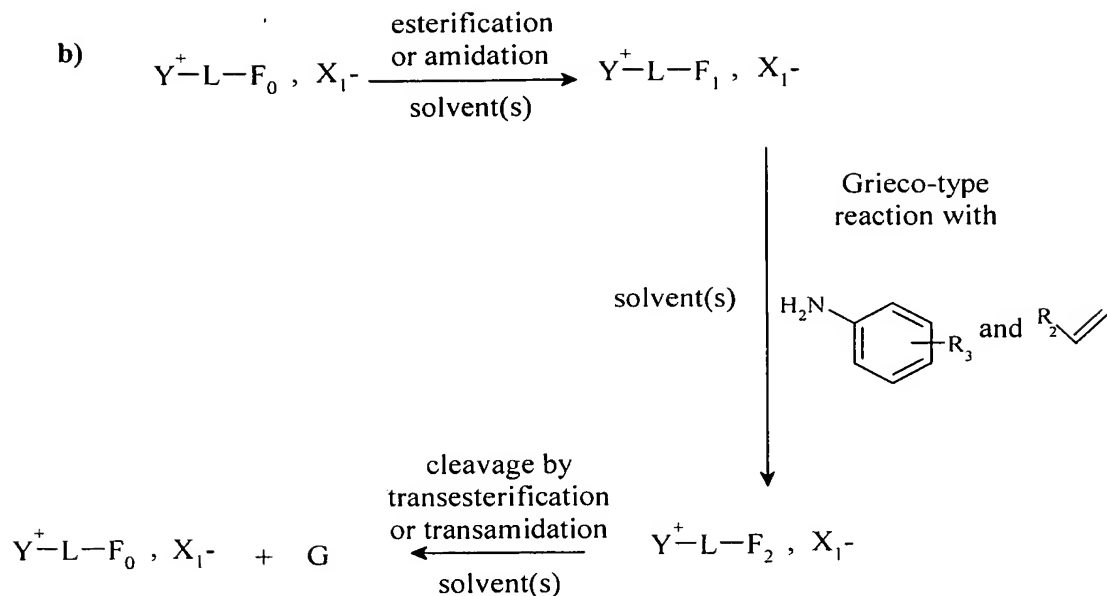 b)
esterification
or amidation
Y⁺—L—F₀ , X₁-
solvent(s)
Y⁺—L—F₁ , X₁-
Grieco-type
reaction with
solvent(s)
H₂N
R₃
and
R₂
cleavage by
transesterification
or transamidation
Y⁺—L—F₀ , X₁- + G
solvent(s)
Y⁺—L—F₂ , X₁-